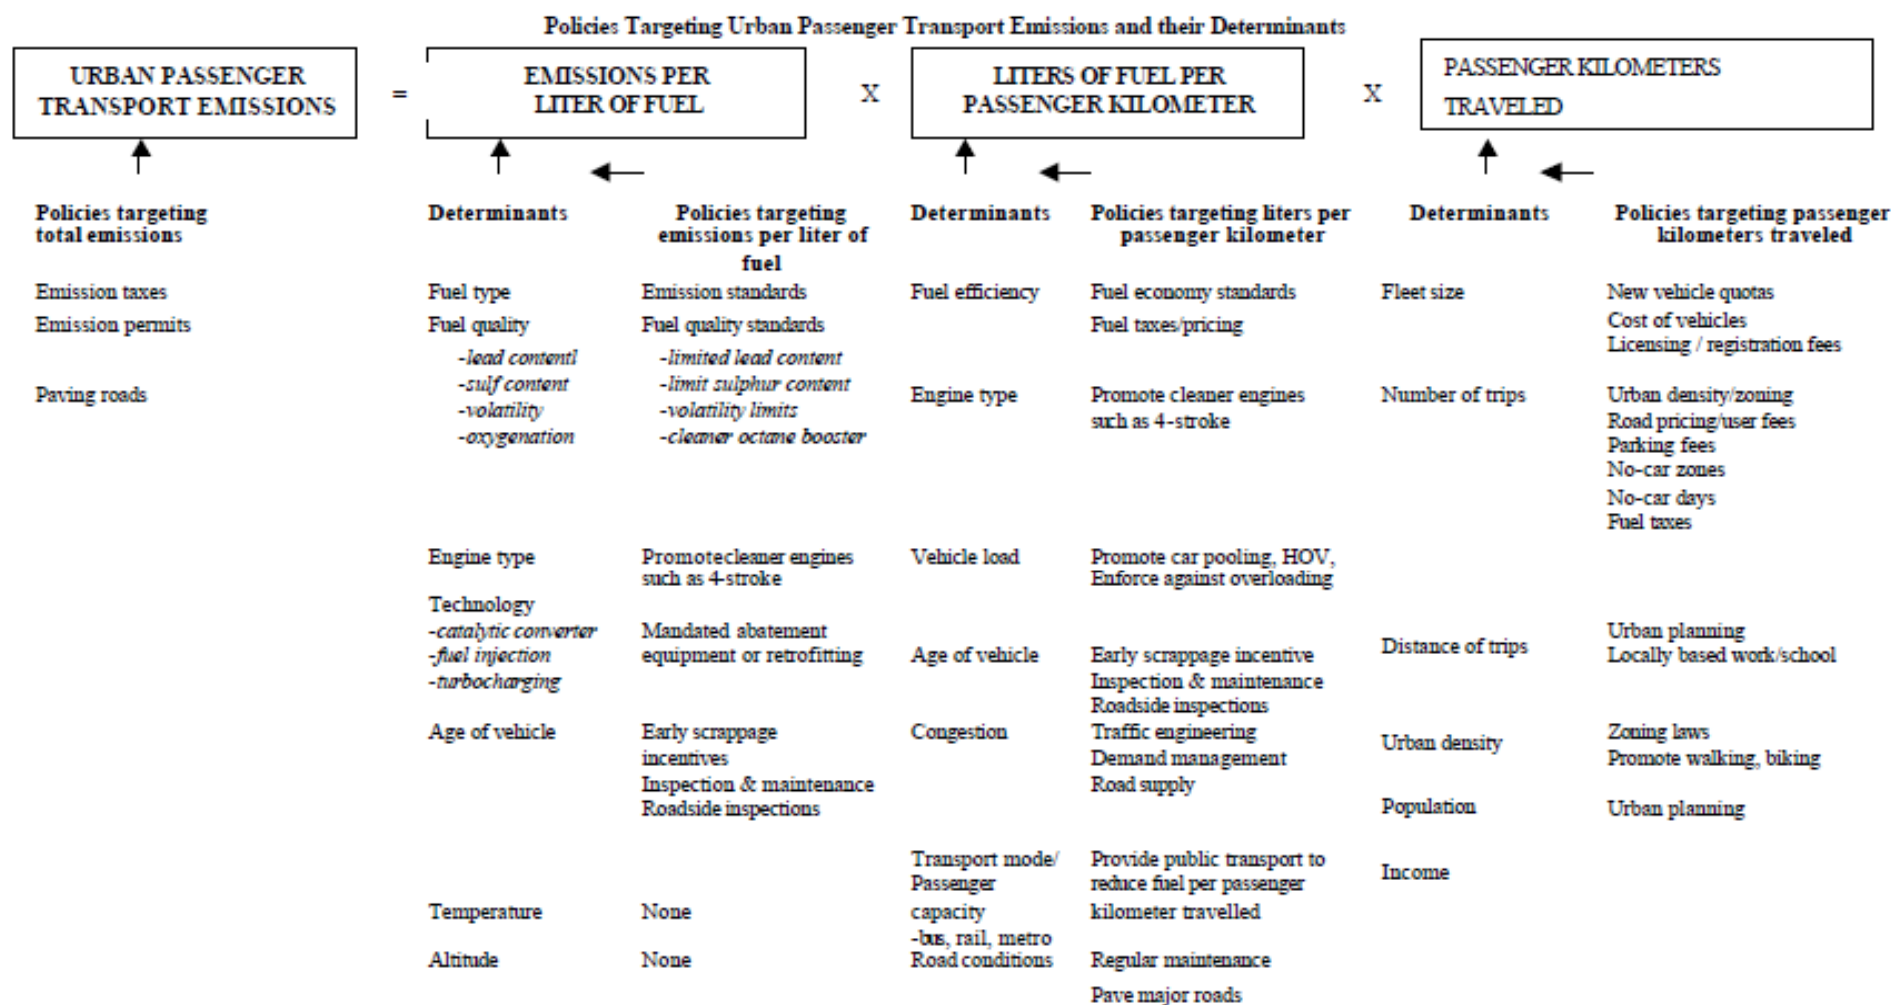 Policies Targeting Urban Passenger Transport Emissions and their Determinants
URBAN PASSENGER
TRANSPORT EMISSIONS
=
EMISSIONS PER
LITER OF FUEL
X
LITERS OF FUEL PER
PASSENGER KILOMETER
X
PASSENGER KILOMETERS
TRAVELED
Policies targeting
total emissions
Emission taxes
Emission permits
Paving roads
Determinants
Fuel type
Fuel quality
-lead contentl
-sulf content
-volatility
-oxygenation
Engine type
Technology
-catalytic converter
-fuel injection
-turbocharging
Age of vehicle
Temperature
Altitude
Policies targeting
emissions per liter of
fuel
Emission standards
Fuel quality standards
-limited lead content
-limit sulphur content
-volatility limits
-cleaner octane booster
Promotecleaner engines
such as 4-stroke
Mandated abatement
equipment or retrofitting
Early scrappage
incentives
Inspection & maintenance
Roadside inspections
None
None
Determinants
Fuel efficiency
Engine type
Vehicle load
Age of vehicle
Congestion
Transport mode/
Passenger
capacity
-bus, rail, metro
Road conditions
Policies targeting liters per
passenger kilometer
Fuel economy standards
Fuel taxes/pricing
Promote cleaner engines
such as 4-stroke
Promote car pooling, HOV,
Enforce against overloading
Early scrappage incentive
Inspection & maintenance
Roadside inspections
Traffic engineering
Demand management
Road supply
Provide public transport to
reduce fuel per passenger
kilometer travelled
Regular maintenance
Pave major roads
Determinants
Fleet size
Number of trips
Distance of trips
Urban density
Population
Income
Policies targeting passenger
kilometers traveled
New vehicle quotas
Cost of vehicles
Licensing / registration fees
Urban density/zoning
Road pricing/user fees
Parking fees
No-car zones
No-car days
Fuel taxes
Urban planning
Locally based work/school
Zoning laws
Promote walking, biking
Urban planning